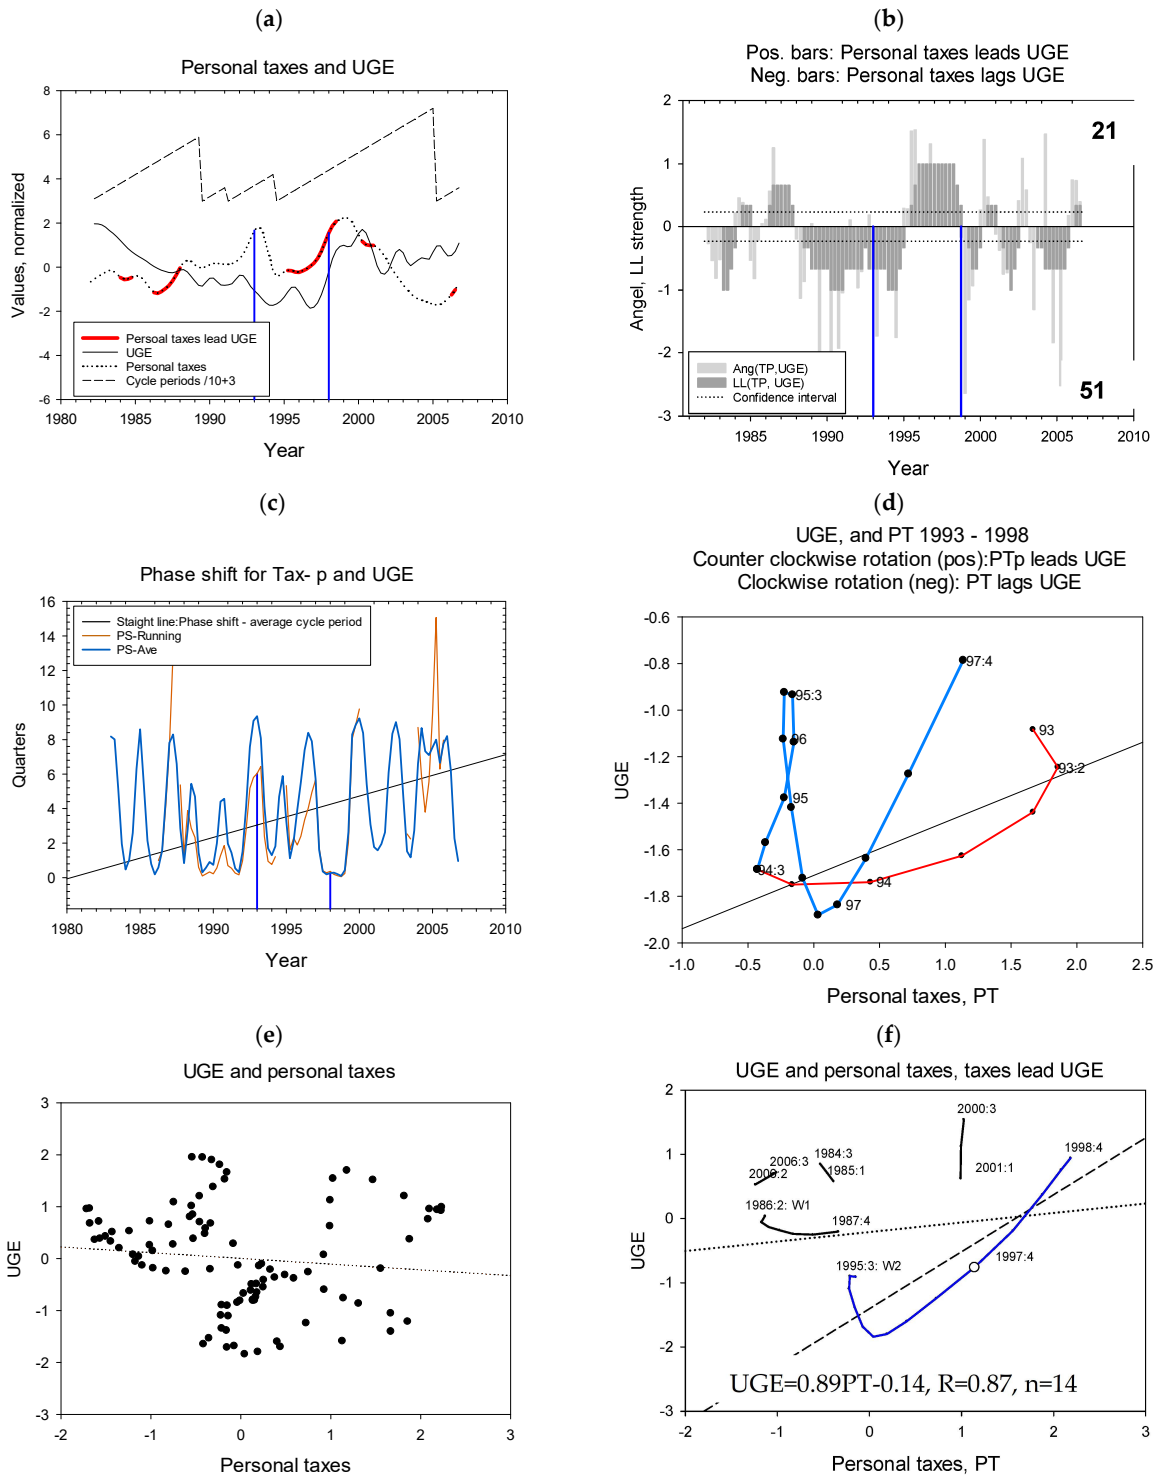 (a)
Personal taxes and UGE
8
6
4
2
0
-2
-4
-6
Values, normalized
Persoal taxes lead UGE
UGE
Personal taxes
Cycle periods /10+3
1980 1985 1990 1995 2000 2005 2010
Year
(b)
Pos. bars: Personal taxes leads UGE
Neg. bars: Personal taxes lags UGE
2
1
0
-1
-2
-3
Angel, LL strength
21
51
Ang(TP,UGE)
LL(TP, UGE)
Confidence interval
1985 1990 1995 2000 2005 2010
Year
(c)
Phase shift for Tax- p and UGE
16
14
12
10
8
6
4
2
0
Quarters
Staight line:Phase shift - average cycle period
PS-Running
PS-Ave
1980 1985 1990 1995 2000 2005 2010
Year
(d)
UGE, and PT 1993 - 1998
Counter clockwise rotation (pos):PTp leads UGE
Clockwise rotation (neg): PT lags UGE
-0.6
-0.8
-1.0
-1.2
-1.4
-1.6
-1.8
-2.0
UGE
97:4
95:3
93
96
93:2
95
94:3
94
97
-1.0 -0.5 0.0 0.5 1.0 1.5 2.0 2.5
Personal taxes, PT
(e)
UGE and personal taxes
3
2
1
0
-1
-2
-3
UGE
-2 -1 0 1 2 3
Personal taxes
(f)
UGE and personal taxes, taxes lead UGE
2
1
0
-1
-2
-3
UGE
2000:3
1998:4
1984:3
2006:3
1985:1
2001:1
1986:2: W1
1987:4
1997:4
1995:3: W2
UGE=0.89PT-0.14, R=0.87, n=14
-2 -1 0 1 2 3
Personal taxes, PT